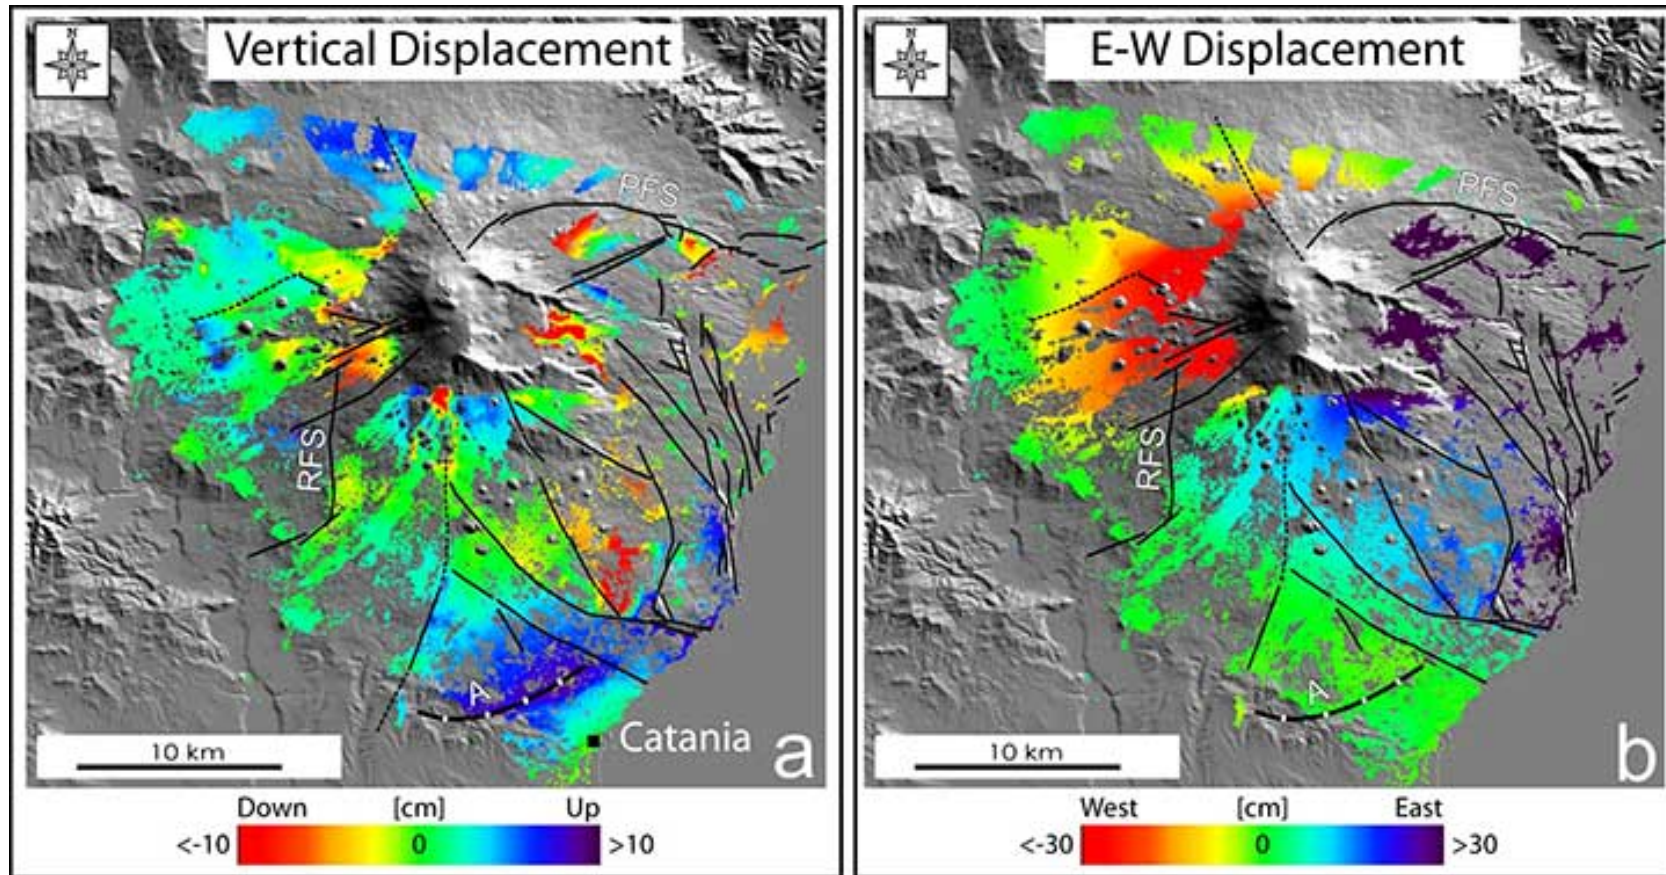 N
Vertical Displacement
PFS
RFS
A
Catania
10 km
a
Down [cm] Up
<-10 0 >10
N
E-W Displacement
PFS
RFS
A
10 km
b
West [cm] East
<-30 0 >30